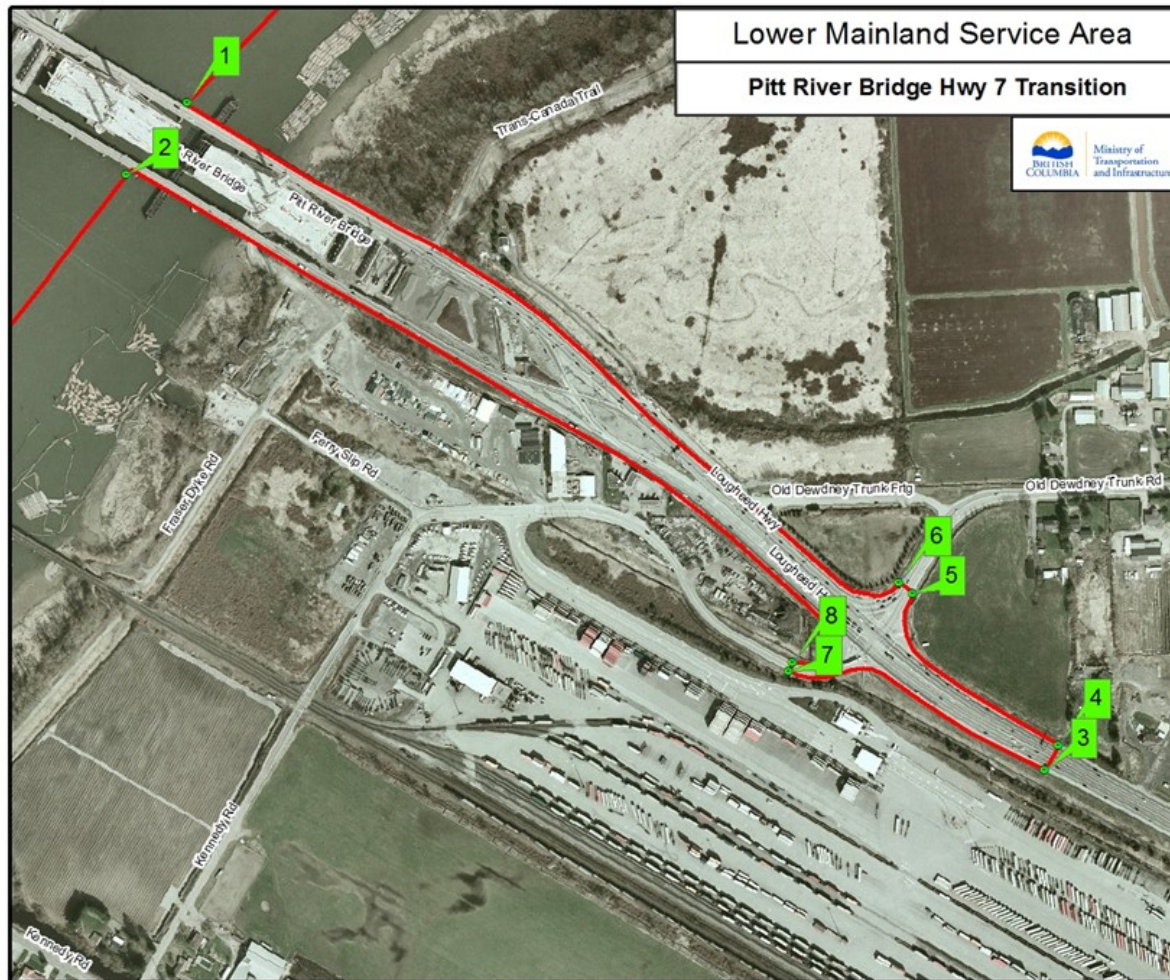 Lower Mainland Service Area
Pitt River Bridge Hwy 7 Transition
BRITISH
COLUMBIA
Ministry of
Transportation
and Infrastructure
1
2
River Bridge
Pitt River Bridge
Trans-Canada Trail
Ferry Slip Rd
Fraser Dyke Rd
Lougheed Hwy
Old Dewdney Trunk Frtg
Old Dewdney Trunk Rd
6
5
8
7
4
3
Kennedy Rd
Kennedy Rd